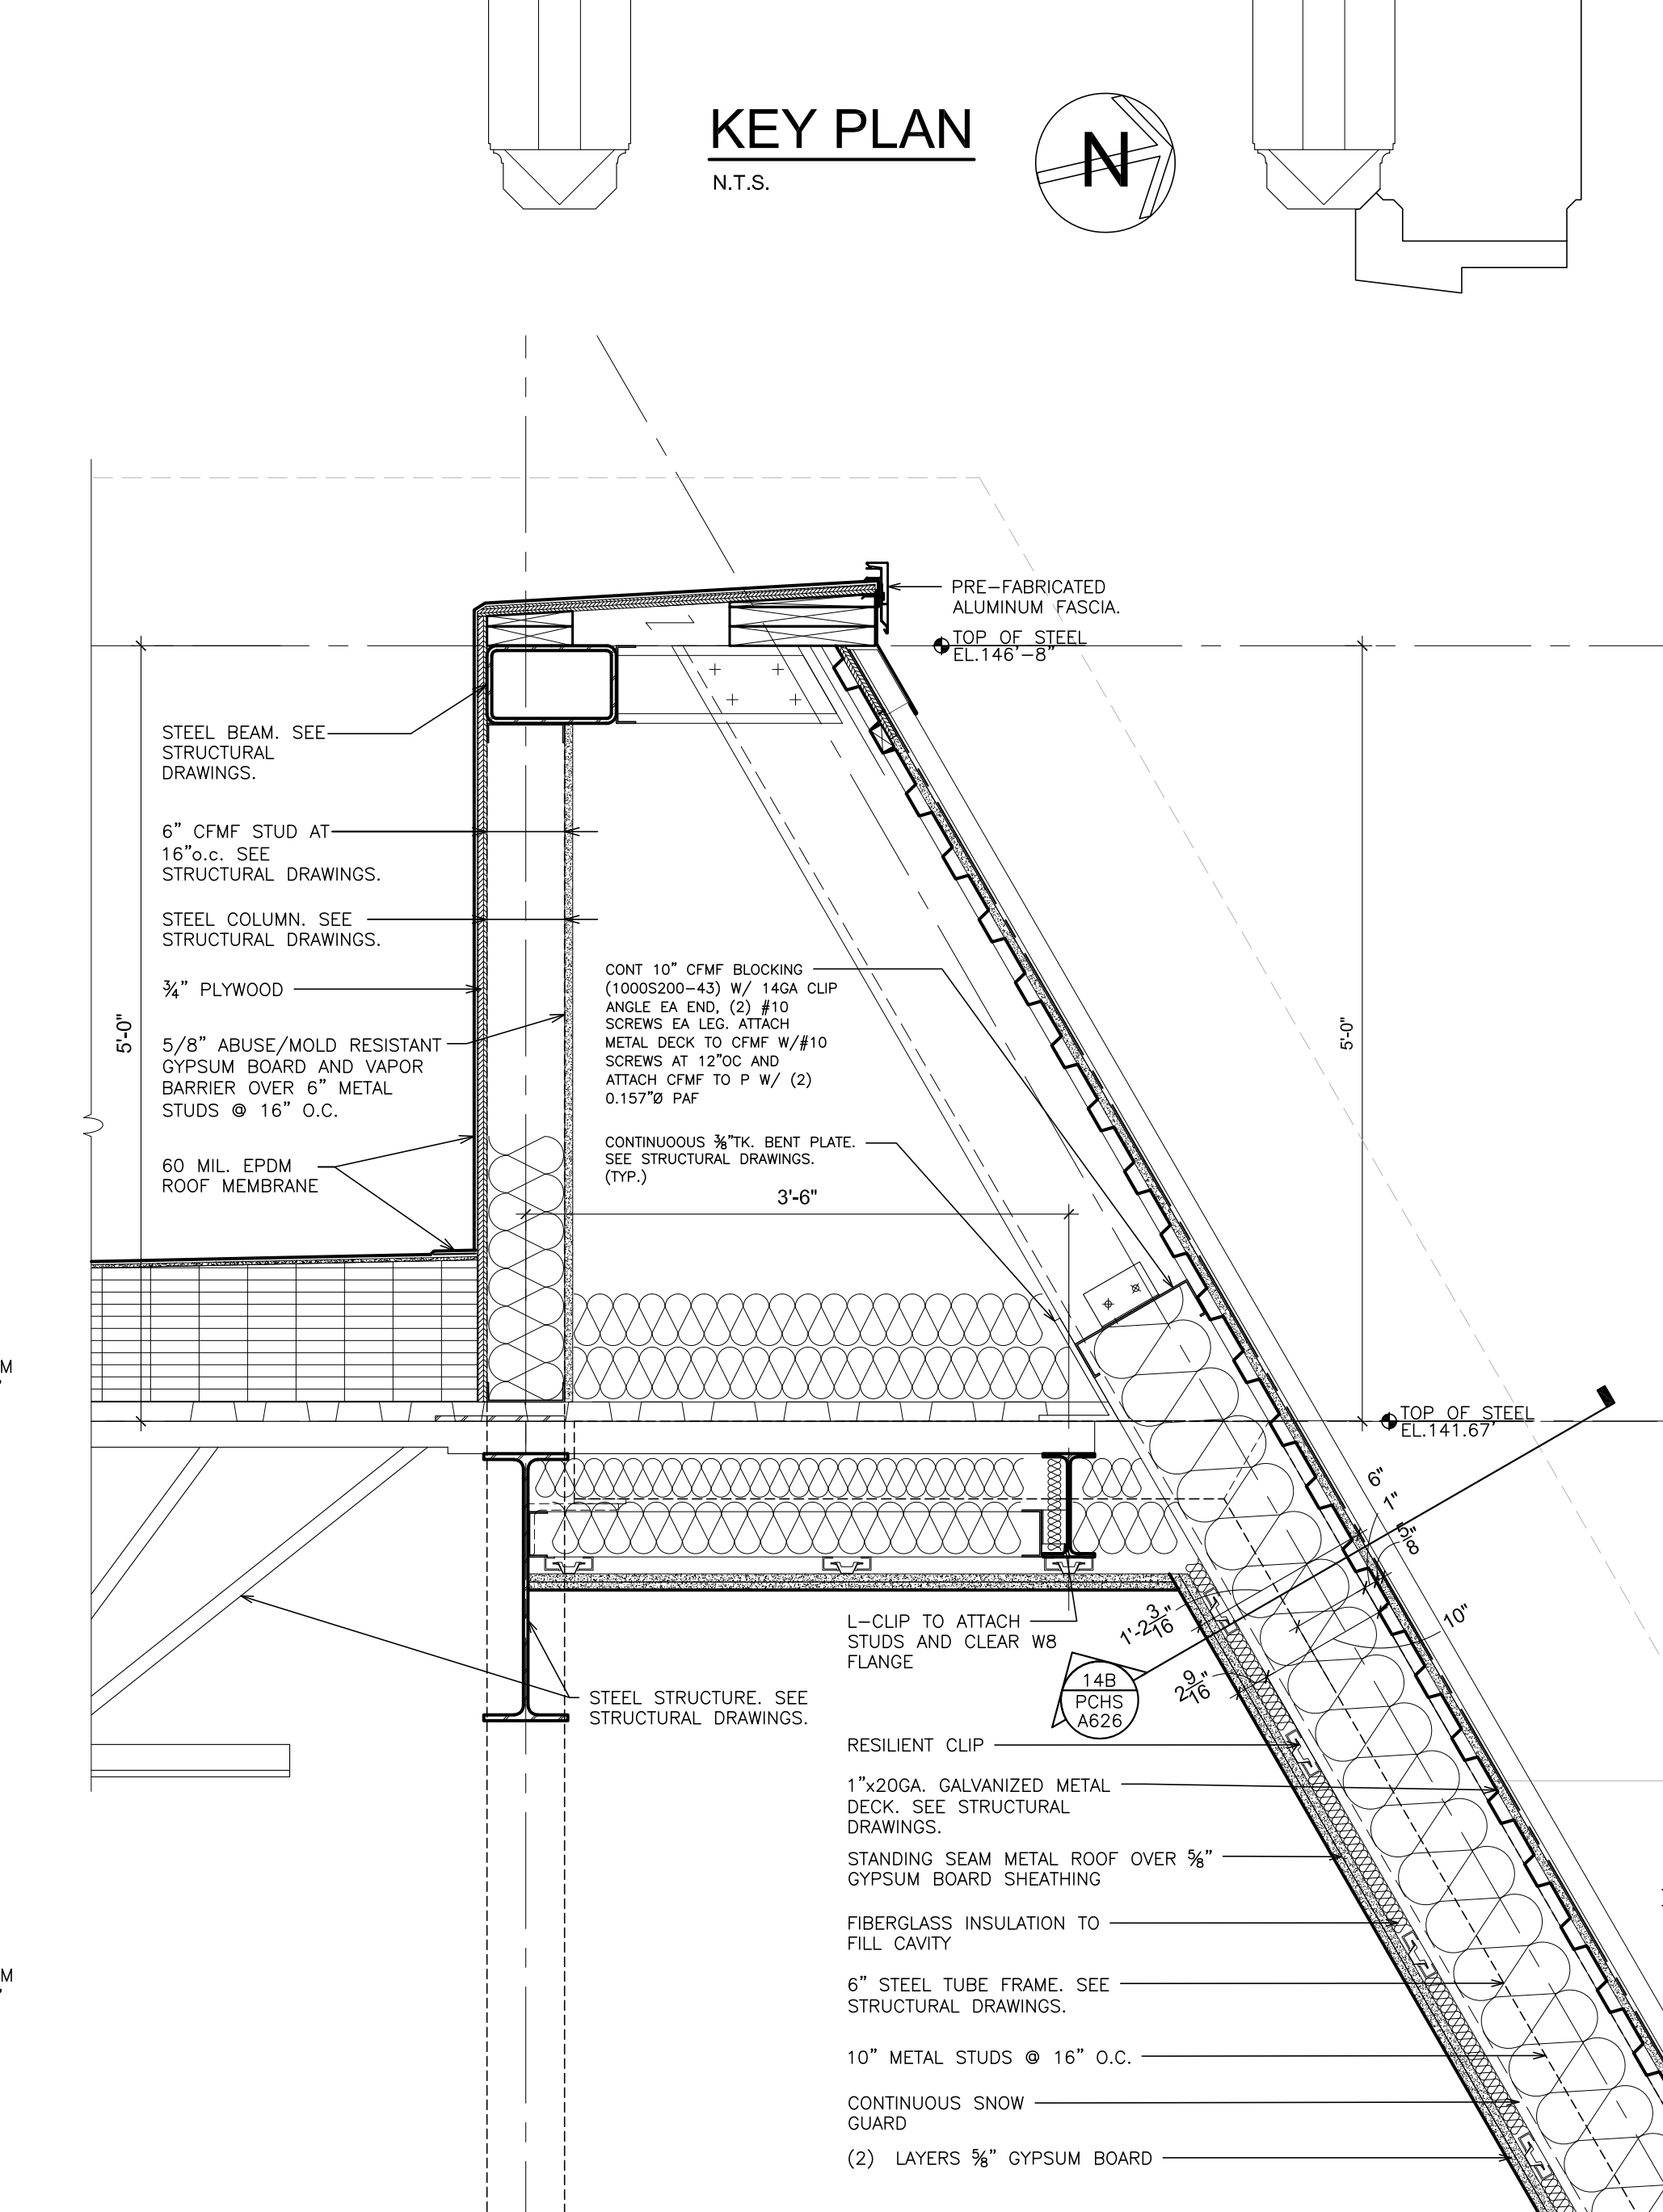 KEY PLAN
N.T.S.
N
PRE–FABRICATED
ALUMINUM FASCIA.
TOP OF STEEL
EL.146'–8"
STEEL BEAM. SEE
STRUCTURAL
DRAWINGS.
6" CFMF STUD AT
16"o.c. SEE
STRUCTURAL DRAWINGS.
STEEL COLUMN. SEE
STRUCTURAL DRAWINGS.
¾" PLYWOOD
5'-0"
5/8" ABUSE/MOLD RESISTANT
GYPSUM BOARD AND VAPOR
BARRIER OVER 6" METAL
STUDS @ 16" O.C.
60 MIL. EPDM
ROOF MEMBRANE
CONT 10" CFMF BLOCKING
(1000S200-43) W/ 14GA CLIP
ANGLE EA END, (2) #10
SCREWS EA LEG. ATTACH
METAL DECK TO CFMF W/#10
SCREWS AT 12"OC AND
ATTACH CFMF TO P W/ (2)
0.157"Ø PAF
CONTINUOOUS ⅜"TK. BENT PLATE.
SEE STRUCTURAL DRAWINGS.
(TYP.)
3'-6"
5'-0"
M
TOP OF STEEL
EL.141.67'
6"
1"
5/8"
10"
1'-2 3/16"
2 9/16"
L–CLIP TO ATTACH
STUDS AND CLEAR W8
FLANGE
14B
PCHS
A626
STEEL STRUCTURE. SEE
STRUCTURAL DRAWINGS.
RESILIENT CLIP
1"x20GA. GALVANIZED METAL
DECK. SEE STRUCTURAL
DRAWINGS.
STANDING SEAM METAL ROOF OVER ⅝"
GYPSUM BOARD SHEATHING
FIBERGLASS INSULATION TO
FILL CAVITY
M
6" STEEL TUBE FRAME. SEE
STRUCTURAL DRAWINGS.
10" METAL STUDS @ 16" O.C.
CONTINUOUS SNOW
GUARD
(2) LAYERS ⅝" GYPSUM BOARD